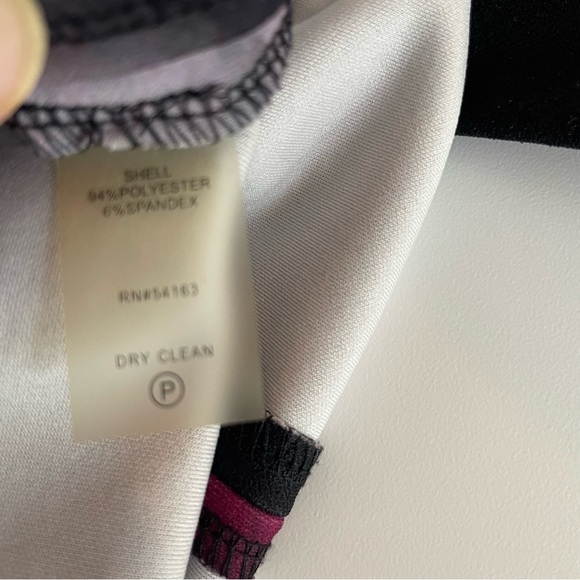 SHELL
94%POLYESTER
6%SPANDEX
RN#54163
DRY CLEAN
P